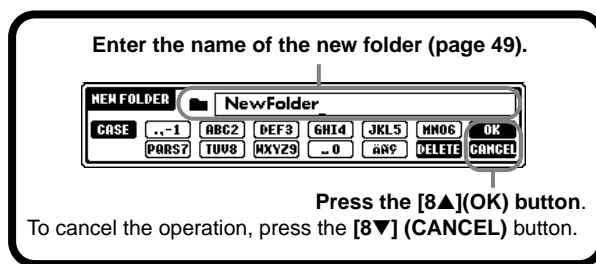 Enter the name of the new folder (page 49).
NEW FOLDER NewFolder_
CASE .,-1 ABC2 DEF3 GHI4 JKL5 MNO6 OK
PQRS7 TUV8 WXYZ9 ␣0 äÑç DELETE CANCEL
Press the [8▲](OK) button.
To cancel the operation, press the [8▼] (CANCEL) button.